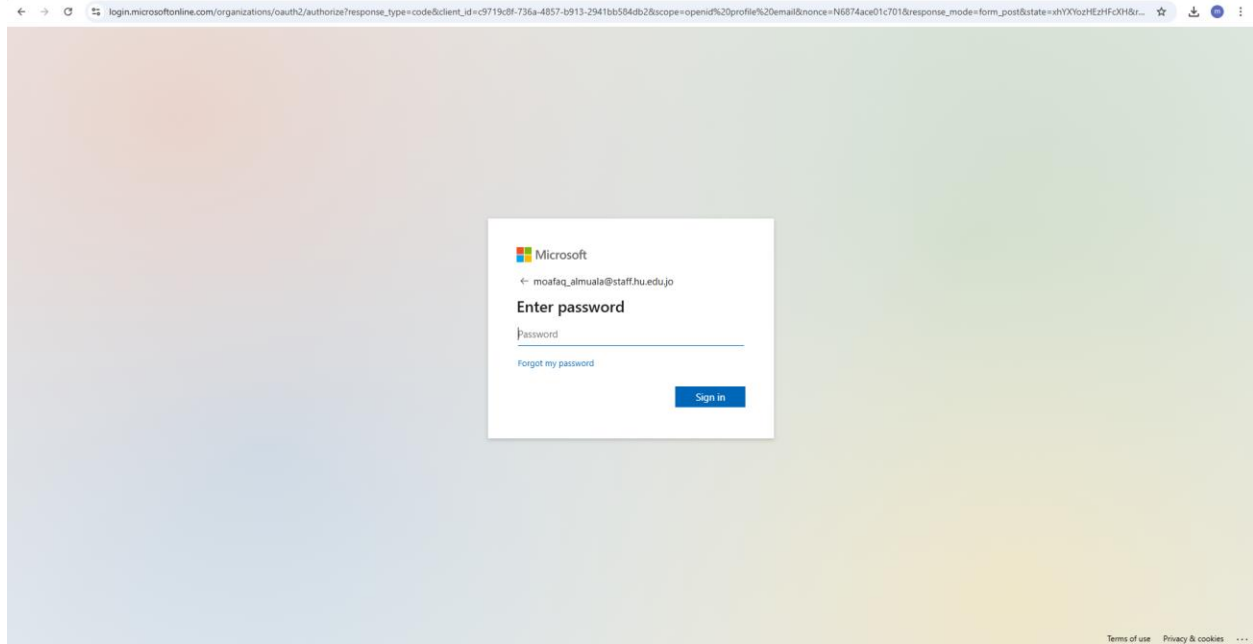 login.microsoftonline.com/organizations/oauth2/authorize?response_type=code&client_id=c9719c8f-736a-4857-b913-2941bb584db2&scope=openid%20profile%20email&nonce=N6874ace01c701&response_mode=form_post&state=xhYXYozHEzHFcXH&r...
m
Microsoft
← moafaq_almuala@staff.hu.edu.jo
Enter password
Password
Forgot my password
Sign in
Terms of use Privacy & cookies ...